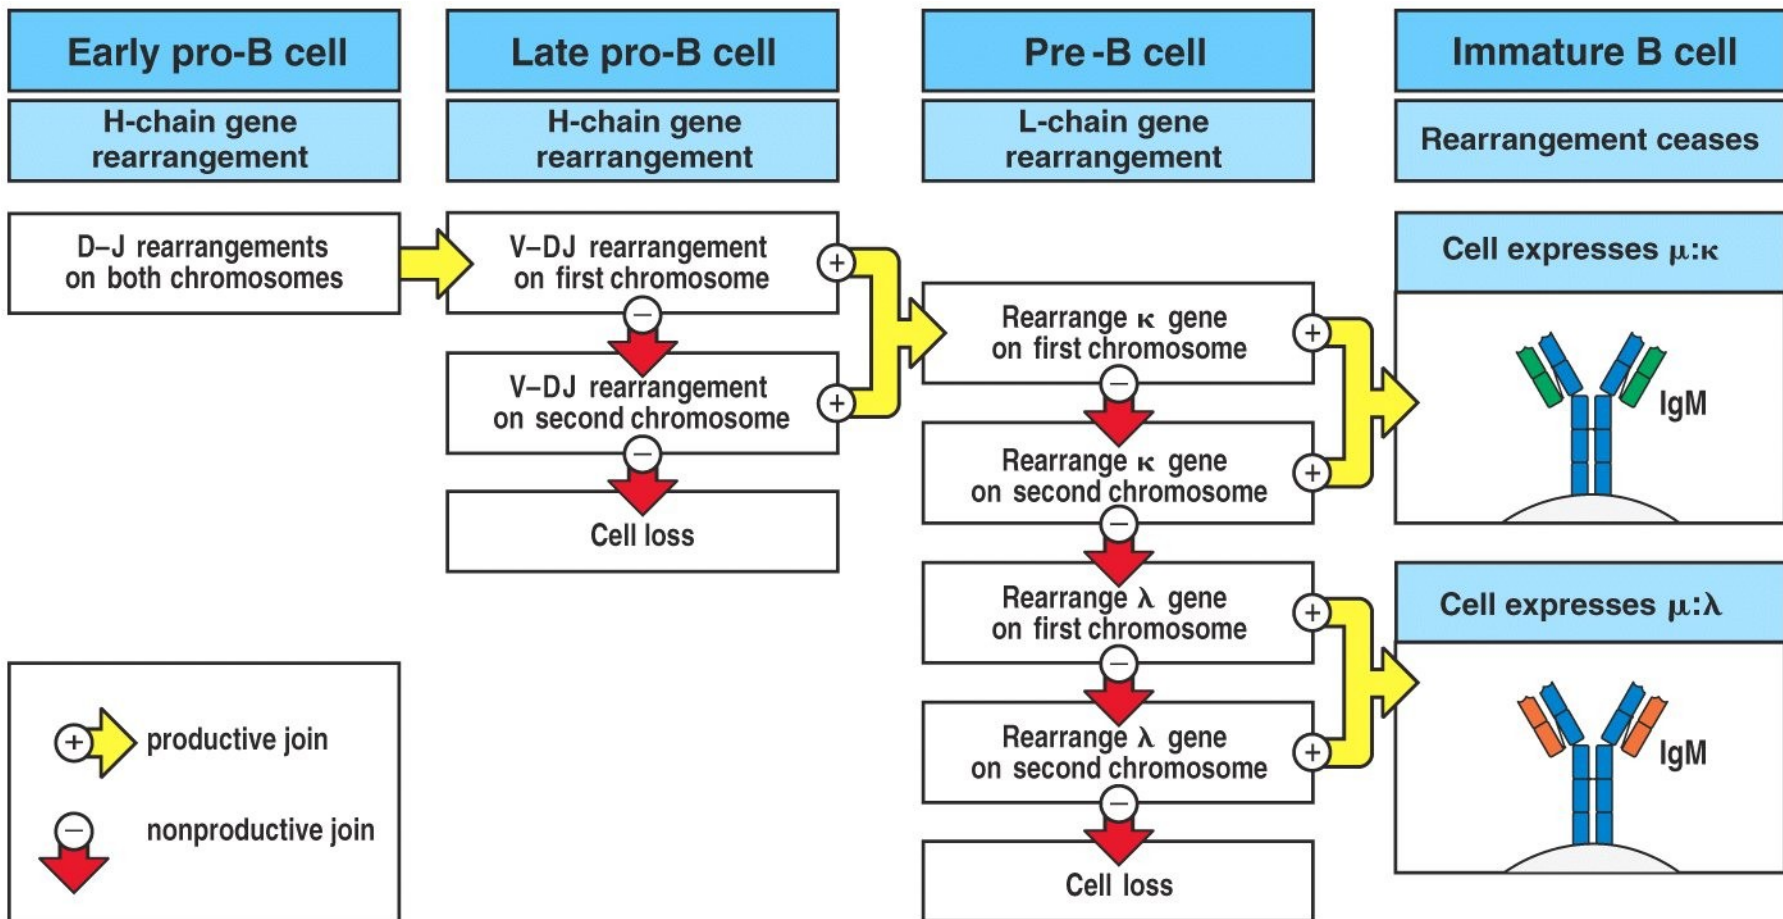 Early pro-B cell
H-chain gene
rearrangement
D–J rearrangements
on both chromosomes
Late pro-B cell
H-chain gene
rearrangement
V–DJ rearrangement
on first chromosome
−
V–DJ rearrangement
on second chromosome
−
Cell loss
+
+
Pre-B cell
L-chain gene
rearrangement
Rearrange κ gene
on first chromosome
−
Rearrange κ gene
on second chromosome
−
Rearrange λ gene
on first chromosome
−
Rearrange λ gene
on second chromosome
−
Cell loss
+
+
+
+
Immature B cell
Rearrangement ceases
Cell expresses μ:κ
IgM
Cell expresses μ:λ
IgM
+ productive join
− nonproductive join